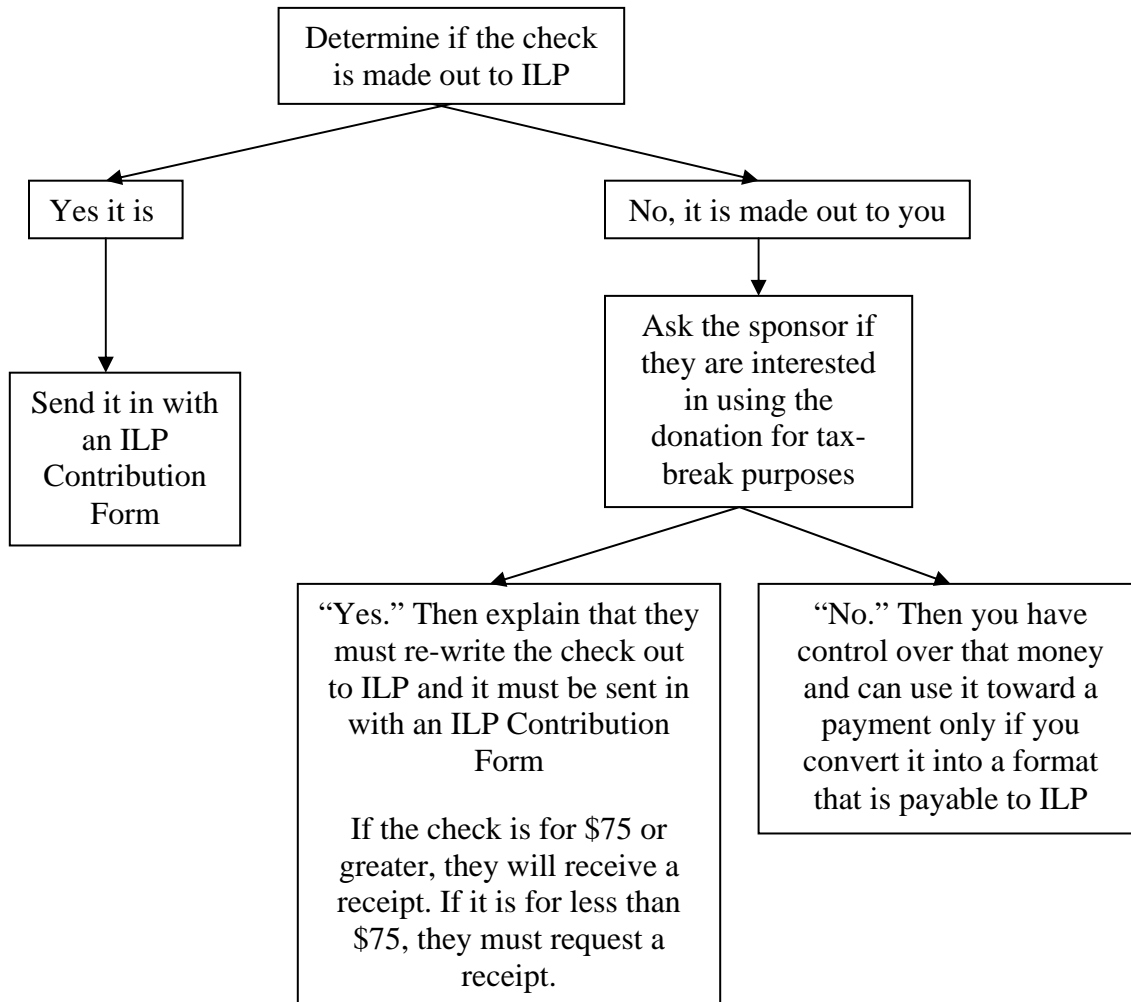 Determine if the check
is made out to ILP
Yes it is
No, it is made out to you
Send it in with
an ILP
Contribution
Form
Ask the sponsor if
they are interested
in using the
donation for tax-
break purposes
“Yes.” Then explain that they
must re-write the check out
to ILP and it must be sent in
with an ILP Contribution
Form
If the check is for $75 or
greater, they will receive a
receipt. If it is for less than
$75, they must request a
receipt.
“No.” Then you have
control over that money
and can use it toward a
payment only if you
convert it into a format
that is payable to ILP